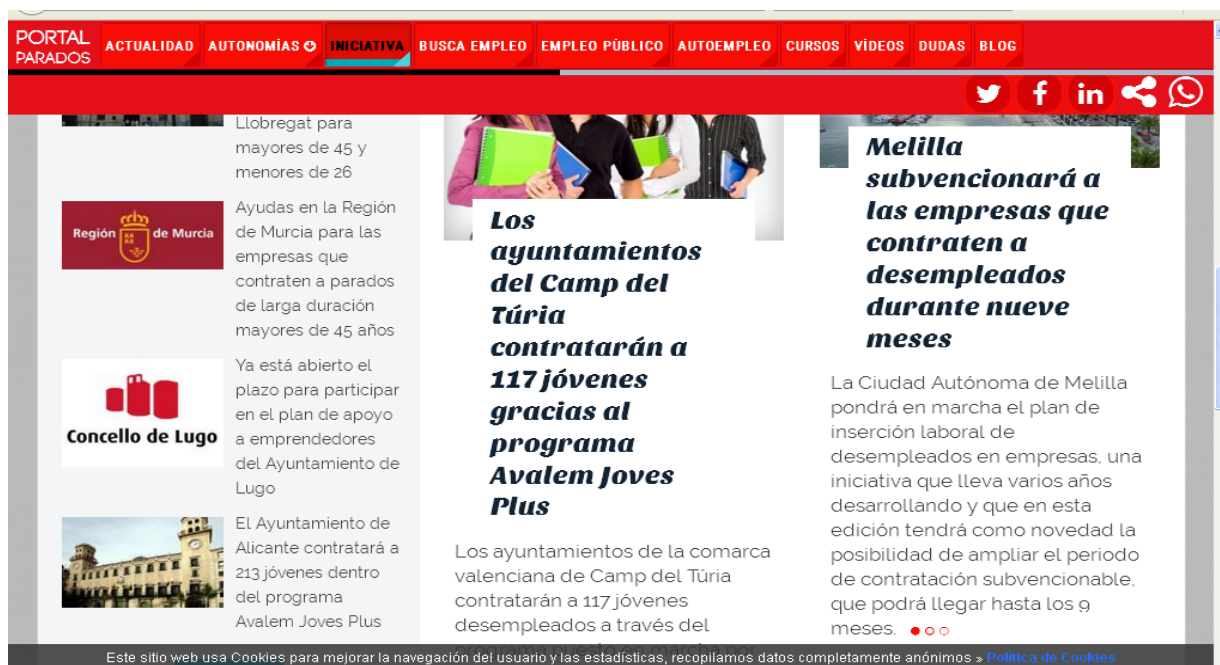 PORTAL
PARADOS
ACTUALIDAD AUTONOMÍAS INICIATIVA BUSCA EMPLEO EMPLEO PÚBLICO AUTOEMPLEO CURSOS VÍDEOS DUDAS BLOG
Llobregat para
mayores de 45 y
menores de 26
Región de Murcia
Ayudas en la Región
de Murcia para las
empresas que
contraten a parados
de larga duración
mayores de 45 años
Concello de Lugo
Ya está abierto el
plazo para participar
en el plan de apoyo
a emprendedores
del Ayuntamiento de
Lugo
El Ayuntamiento de
Alicante contratará a
213 jóvenes dentro
del programa
Avalem Joves Plus
Los
ayuntamientos
del Camp del
Túria
contratarán a
117 jóvenes
gracias al
programa
Avalem Joves
Plus
Los ayuntamientos de la comarca
valenciana de Camp del Túria
contratarán a 117 jóvenes
desempleados a través del
programa puesto en marcha por
Melilla
subvencionará a
las empresas que
contraten a
desempleados
durante nueve
meses
La Ciudad Autónoma de Melilla
pondrá en marcha el plan de
inserción laboral de
desempleados en empresas, una
iniciativa que lleva varios años
desarrollando y que en esta
edición tendrá como novedad la
posibilidad de ampliar el periodo
de contratación subvencionable,
que podrá llegar hasta los 9
meses.
Este sitio web usa Cookies para mejorar la navegación del usuario y las estadísticas, recopilamos datos completamente anónimos » Política de Cookies